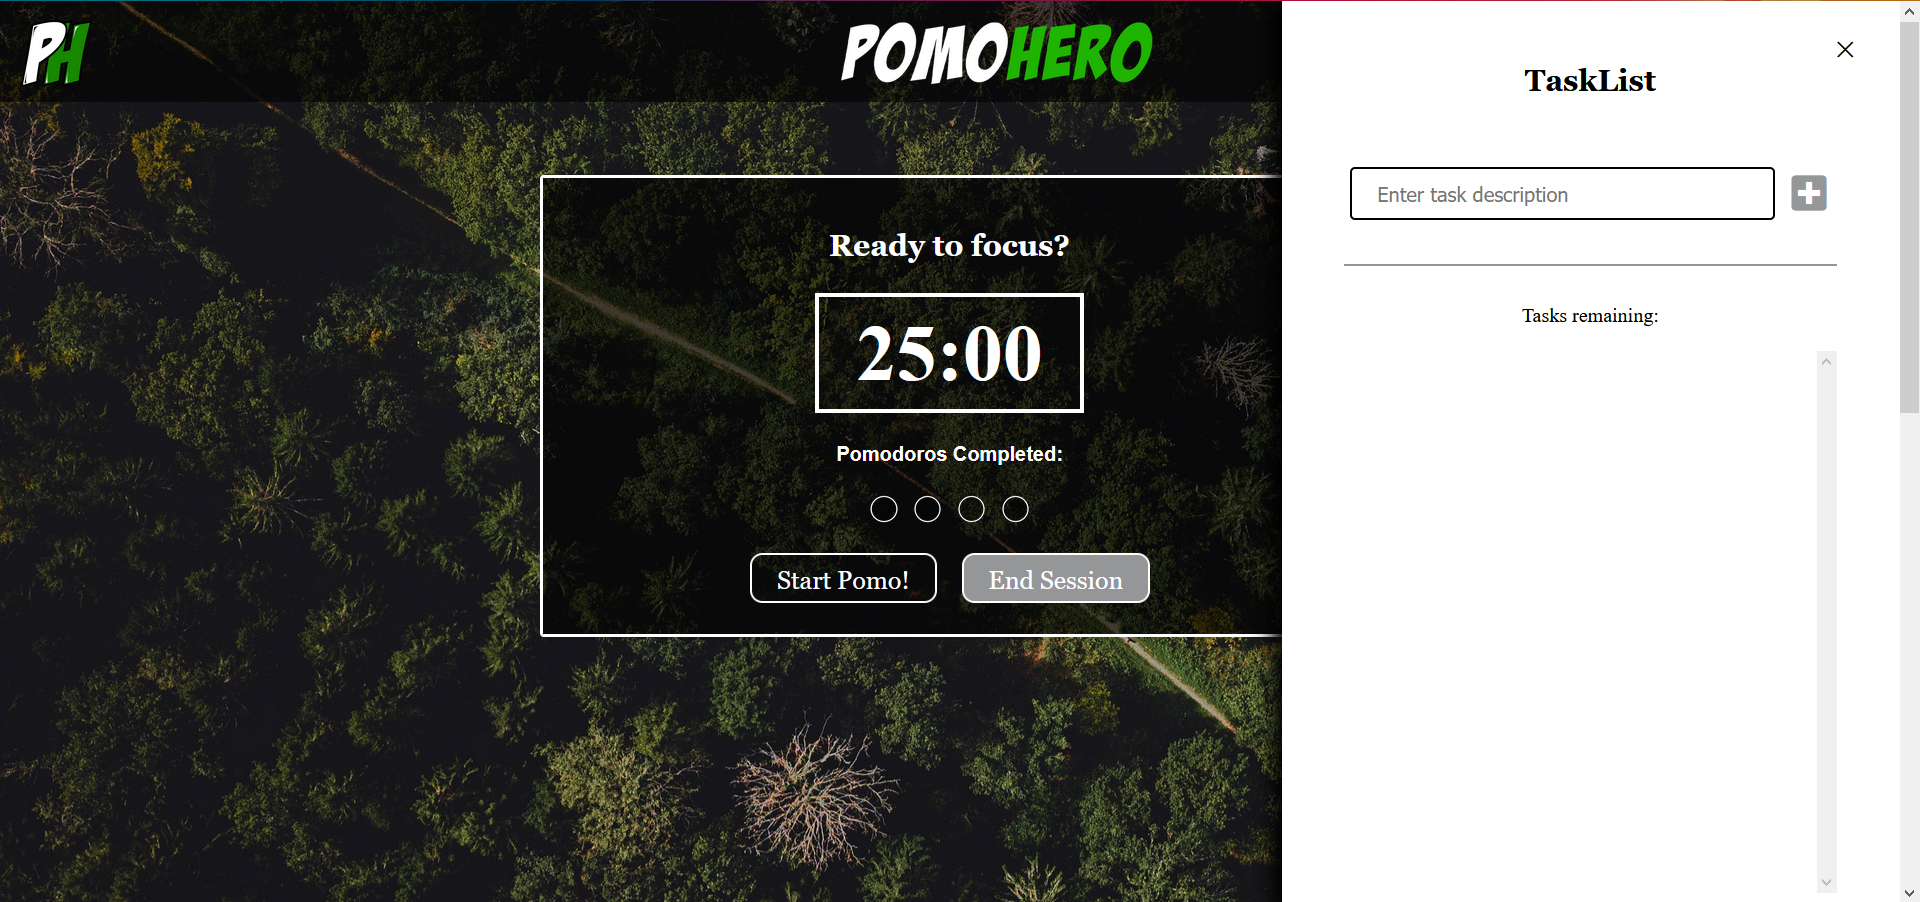 PH
POMOHERO
Ready to focus?
25:00
Pomodoros Completed:
Start Pomo!
End Session
TaskList
Enter task description
Tasks remaining: